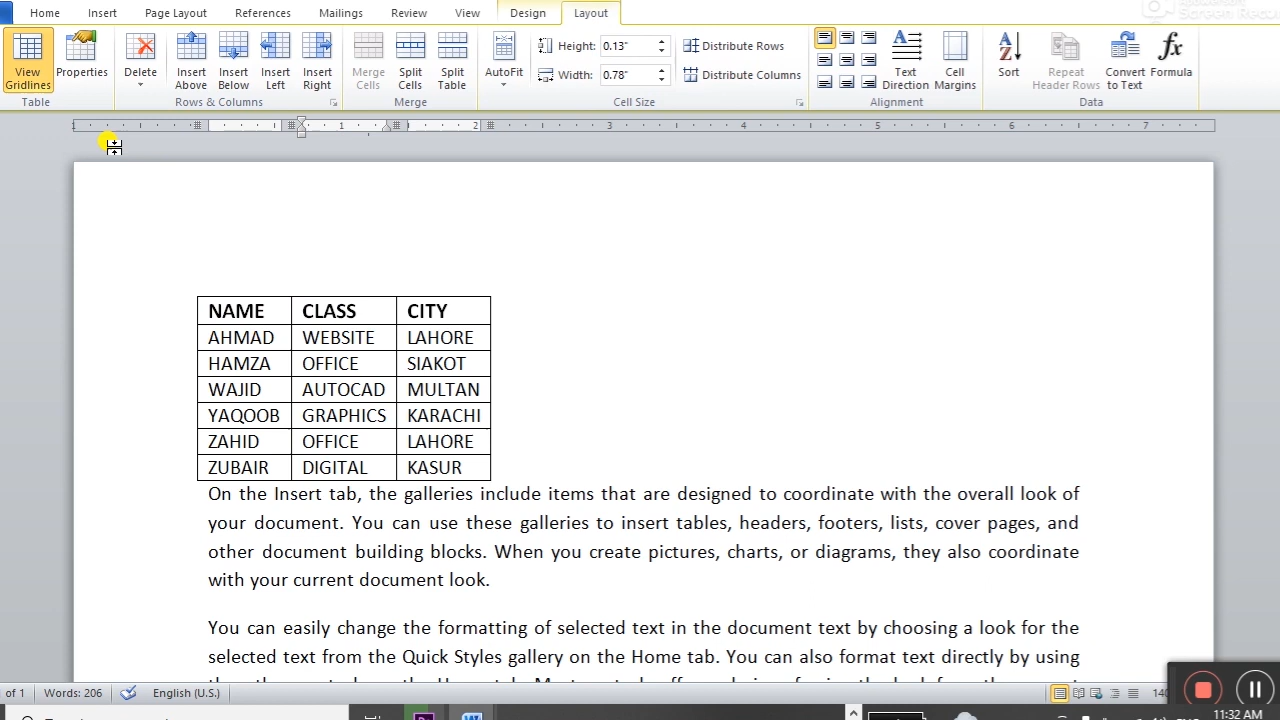 Home Insert Page Layout References Mailings Review View Design Layout
View Gridlines Properties Delete Insert Above Insert Below Insert Left Insert Right Merge Cells Split Cells Split Table AutoFit Height: 0.13" Width: 0.78" Distribute Rows Distribute Columns Text Direction Cell Margins Sort Repeat Header Rows Convert to Text Formula
Table Rows & Columns Merge Cell Size Alignment Data
1 1 2 3 4 5 6 7
NAME CLASS CITY
AHMAD WEBSITE LAHORE
HAMZA OFFICE SIAKOT
WAJID AUTOCAD MULTAN
YAQOOB GRAPHICS KARACHI
ZAHID OFFICE LAHORE
ZUBAIR DIGITAL KASUR
On the Insert tab, the galleries include items that are designed to coordinate with the overall look of
your document. You can use these galleries to insert tables, headers, footers, lists, cover pages, and
other document building blocks. When you create pictures, charts, or diagrams, they also coordinate
with your current document look.
You can easily change the formatting of selected text in the document text by choosing a look for the
selected text from the Quick Styles gallery on the Home tab. You can also format text directly by using
of 1 Words: 206 English (U.S.) 140
11:32 AM